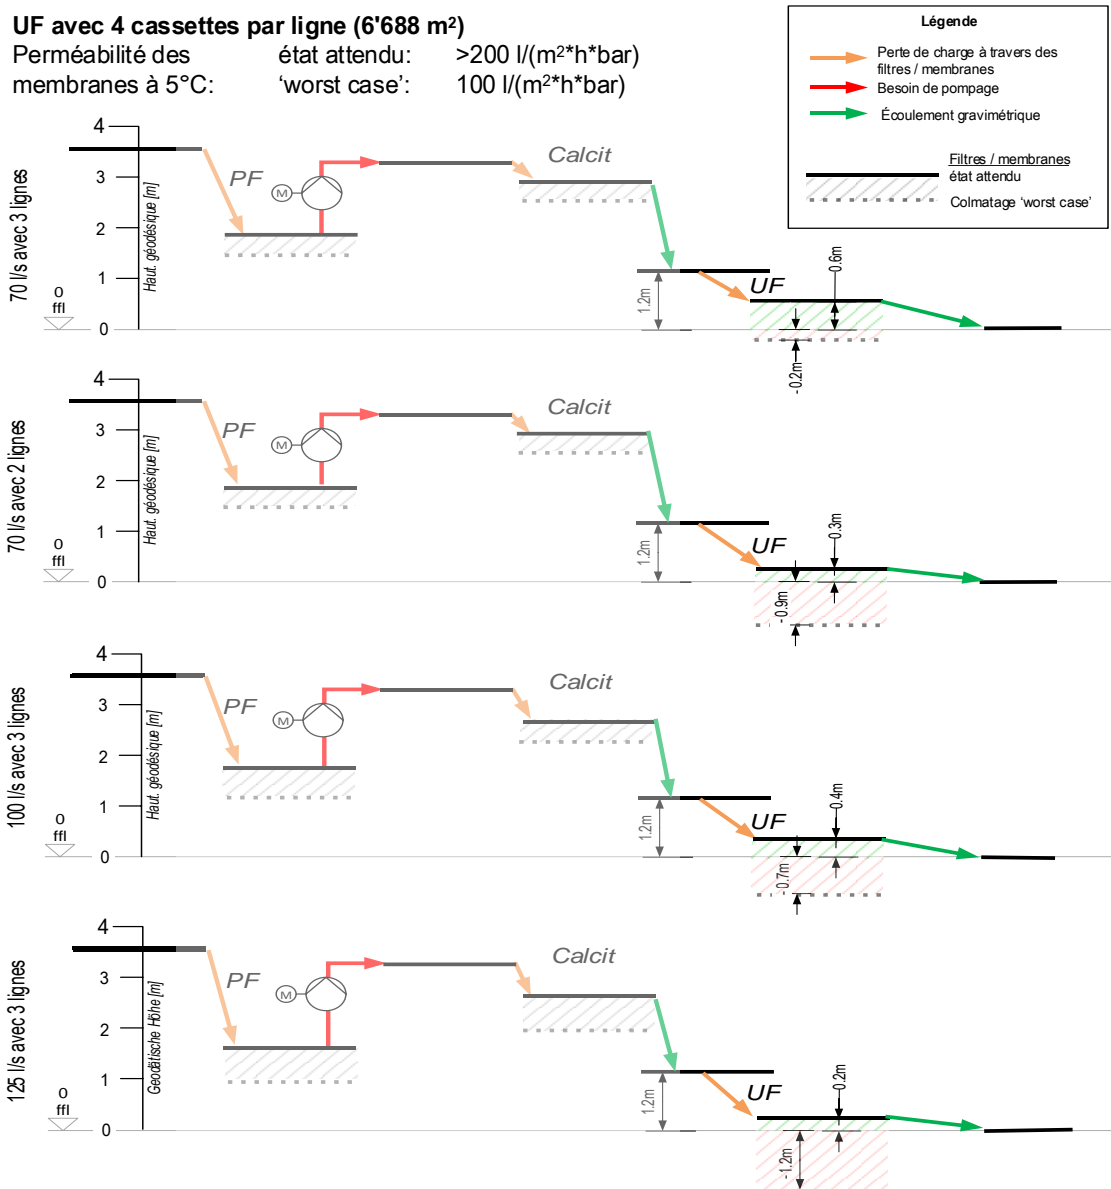 UF avec 4 cassettes par ligne (6'688 m²)
Perméabilité des état attendu: >200 l/(m²*h*bar)
membranes à 5°C: 'worst case': 100 l/(m²*h*bar)
Légende
Perte de charge à travers des
filtres / membranes
Besoin de pompage
Écoulement gravimétrique
Filtres / membranes
état attendu
Colmatage 'worst case'
70 l/s avec 3 lignes
4
3
2
1
0
0
ffl
Haut. géodésique [m]
PF
M
Calcit
1.2m
UF
0.6m
- 0.2m
70 l/s avec 2 lignes
4
3
2
1
0
0
ffl
Haut. géodésique [m]
PF
M
Calcit
1.2m
UF
0.3m
- 0.9m
100 l/s avec 3 lignes
4
3
2
1
0
0
ffl
Haut. géodésique [m]
PF
M
Calcit
1.2m
UF
0.4m
- 0.7m
125 l/s avec 3 lignes
4
3
2
1
0
0
ffl
Geodätische Höhe [m]
PF
M
Calcit
1.2m
UF
0.2m
-1.2m